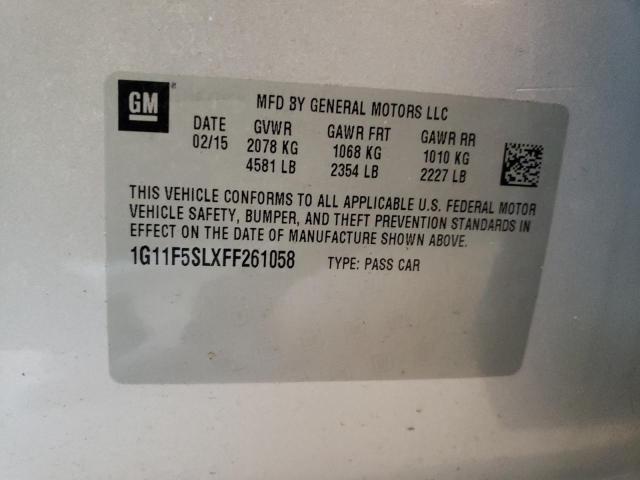 GM
MFD BY GENERAL MOTORS LLC
DATE GVWR GAWR FRT GAWR RR
02/15 2078 KG 1068 KG 1010 KG
4581 LB 2354 LB 2227 LB
THIS VEHICLE CONFORMS TO ALL APPLICABLE U.S. FEDERAL MOTOR
VEHICLE SAFETY, BUMPER, AND THEFT PREVENTION STANDARDS IN
EFFECT ON THE DATE OF MANUFACTURE SHOWN ABOVE.
1G11F5SLXFF261058 TYPE: PASS CAR